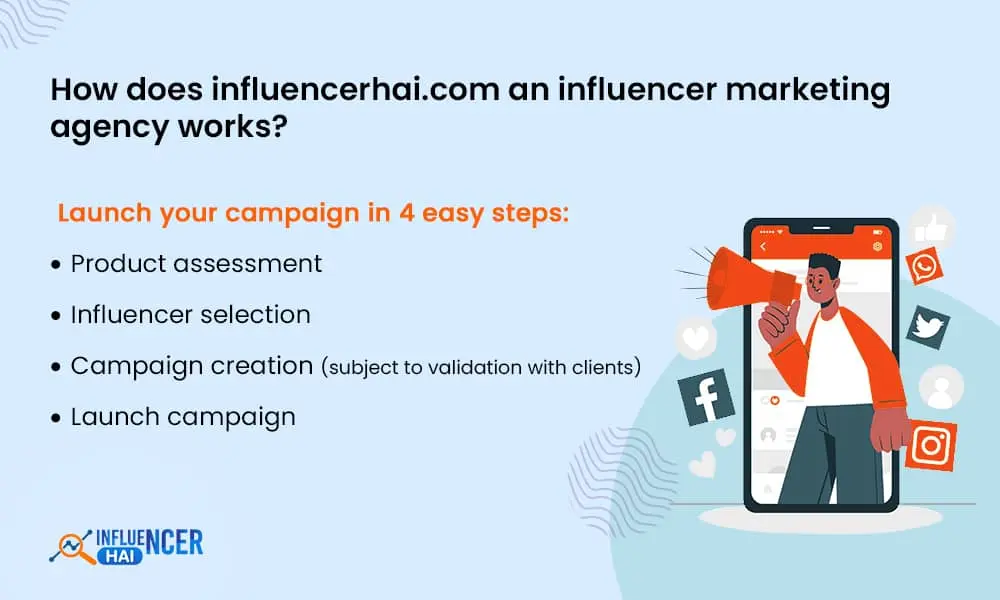 How does influencerhai.com an influencer marketing
agency works?
Launch your campaign in 4 easy steps:
• Product assessment
• Influencer selection
• Campaign creation (subject to validation with clients)
• Launch campaign
INFLUENCER
HAI